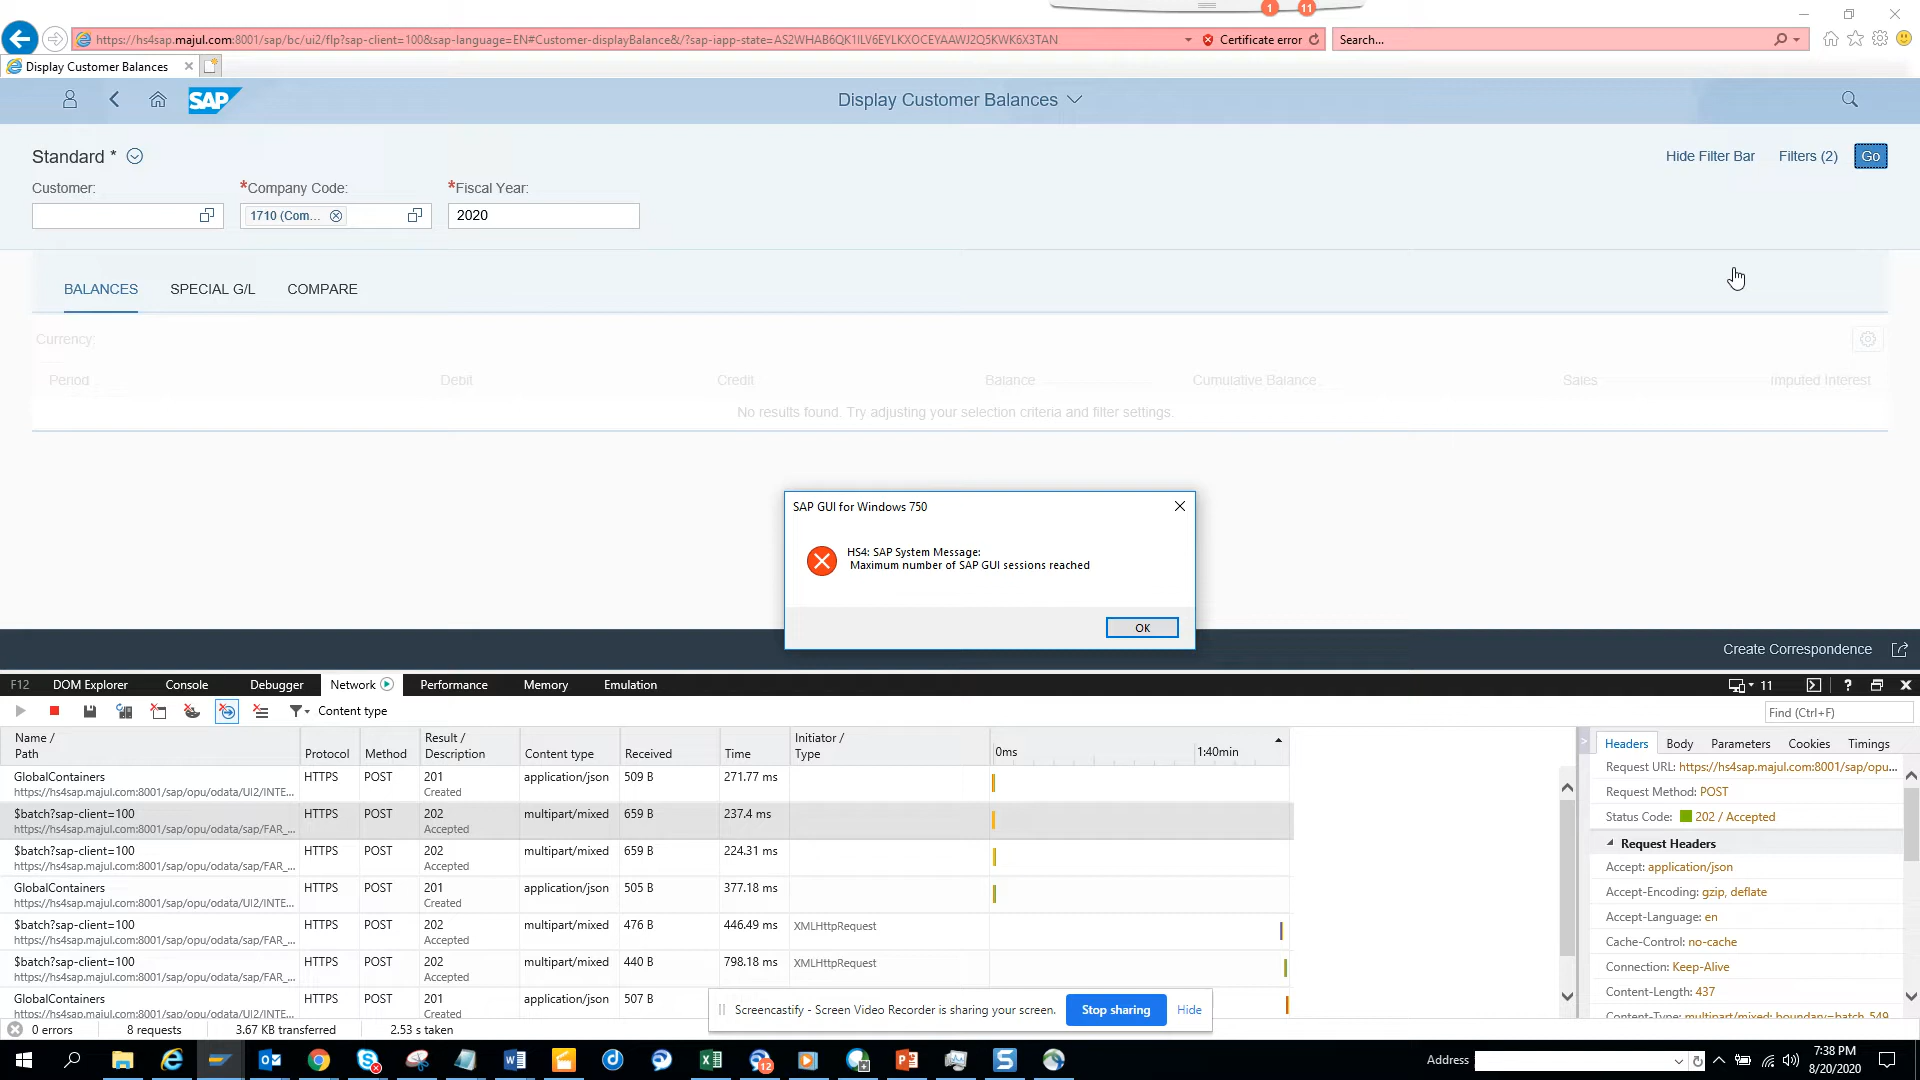 1
11
https://hs4sap.majul.com:8001/sap/bc/ui2/flp?sap-client=100&sap-language=EN#Customer-displayBalance&/?sap-iapp-state=AS2WHAB6QK1ILV6EYLKXOCEYAAWJ2Q5KWK6X3TAN
Certificate error
Search...
Display Customer Balances
SAP
Display Customer Balances
Standard *
Hide Filter Bar
Filters (2)
Go
Customer:
*Company Code:
*Fiscal Year:
1710 (Com...
2020
BALANCES
SPECIAL G/L
COMPARE
Currency:
Period
Debit
Credit
Balance
Cumulative Balance
Sales
Imputed Interest
No results found. Try adjusting your selection criteria and filter settings.
SAP GUI for Windows 750
HS4: SAP System Message:
Maximum number of SAP GUI sessions reached
OK
Create Correspondence
F12
DOM Explorer
Console
Debugger
Network
Performance
Memory
Emulation
11
?
Content type
Find (Ctrl+F)
Name /
Path
Protocol
Method
Result /
Description
Content type
Received
Time
Initiator /
Type
0ms
1:40min
GlobalContainers
https://hs4sap.majul.com:8001/sap/opu/odata/UI2/INTE...
HTTPS
POST
201
Created
application/json
509 B
271.77 ms
$batch?sap-client=100
https://hs4sap.majul.com:8001/sap/opu/odata/sap/FAR_...
HTTPS
POST
202
Accepted
multipart/mixed
659 B
237.4 ms
$batch?sap-client=100
https://hs4sap.majul.com:8001/sap/opu/odata/sap/FAR_...
HTTPS
POST
202
Accepted
multipart/mixed
659 B
224.31 ms
GlobalContainers
https://hs4sap.majul.com:8001/sap/opu/odata/UI2/INTE...
HTTPS
POST
201
Created
application/json
505 B
377.18 ms
$batch?sap-client=100
https://hs4sap.majul.com:8001/sap/opu/odata/sap/FAR_...
HTTPS
POST
202
Accepted
multipart/mixed
476 B
446.49 ms
XMLHttpRequest
$batch?sap-client=100
https://hs4sap.majul.com:8001/sap/opu/odata/sap/FAR_...
HTTPS
POST
202
Accepted
multipart/mixed
440 B
798.18 ms
XMLHttpRequest
GlobalContainers
https://hs4sap.majul.com:8001/sap/opu/odata/UI2/INTE...
HTTPS
POST
201
Created
application/json
507 B
Headers
Body
Parameters
Cookies
Timings
Request URL: https://hs4sap.majul.com:8001/sap/opu...
Request Method: POST
Status Code: 202 / Accepted
Request Headers
Accept: application/json
Accept-Encoding: gzip, deflate
Accept-Language: en
Cache-Control: no-cache
Connection: Keep-Alive
Content-Length: 437
Content-Type: multipart/mixed; boundary=batch_549
Screencastify - Screen Video Recorder is sharing your screen.
Stop sharing
Hide
0 errors
8 requests
3.67 KB transferred
2.53 s taken
12
Address
7:38 PM
8/20/2020